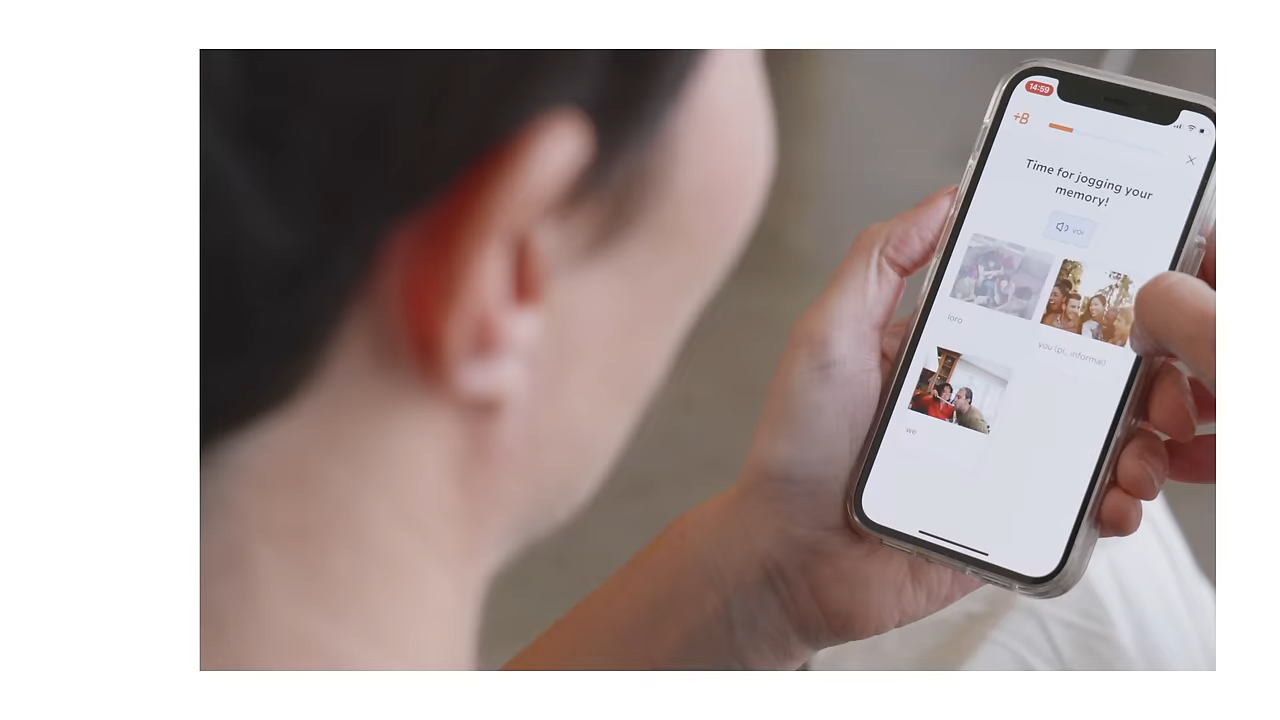 14:59
+B
Time for jogging your
memory!
voi
loro
you (pl., informal)
we